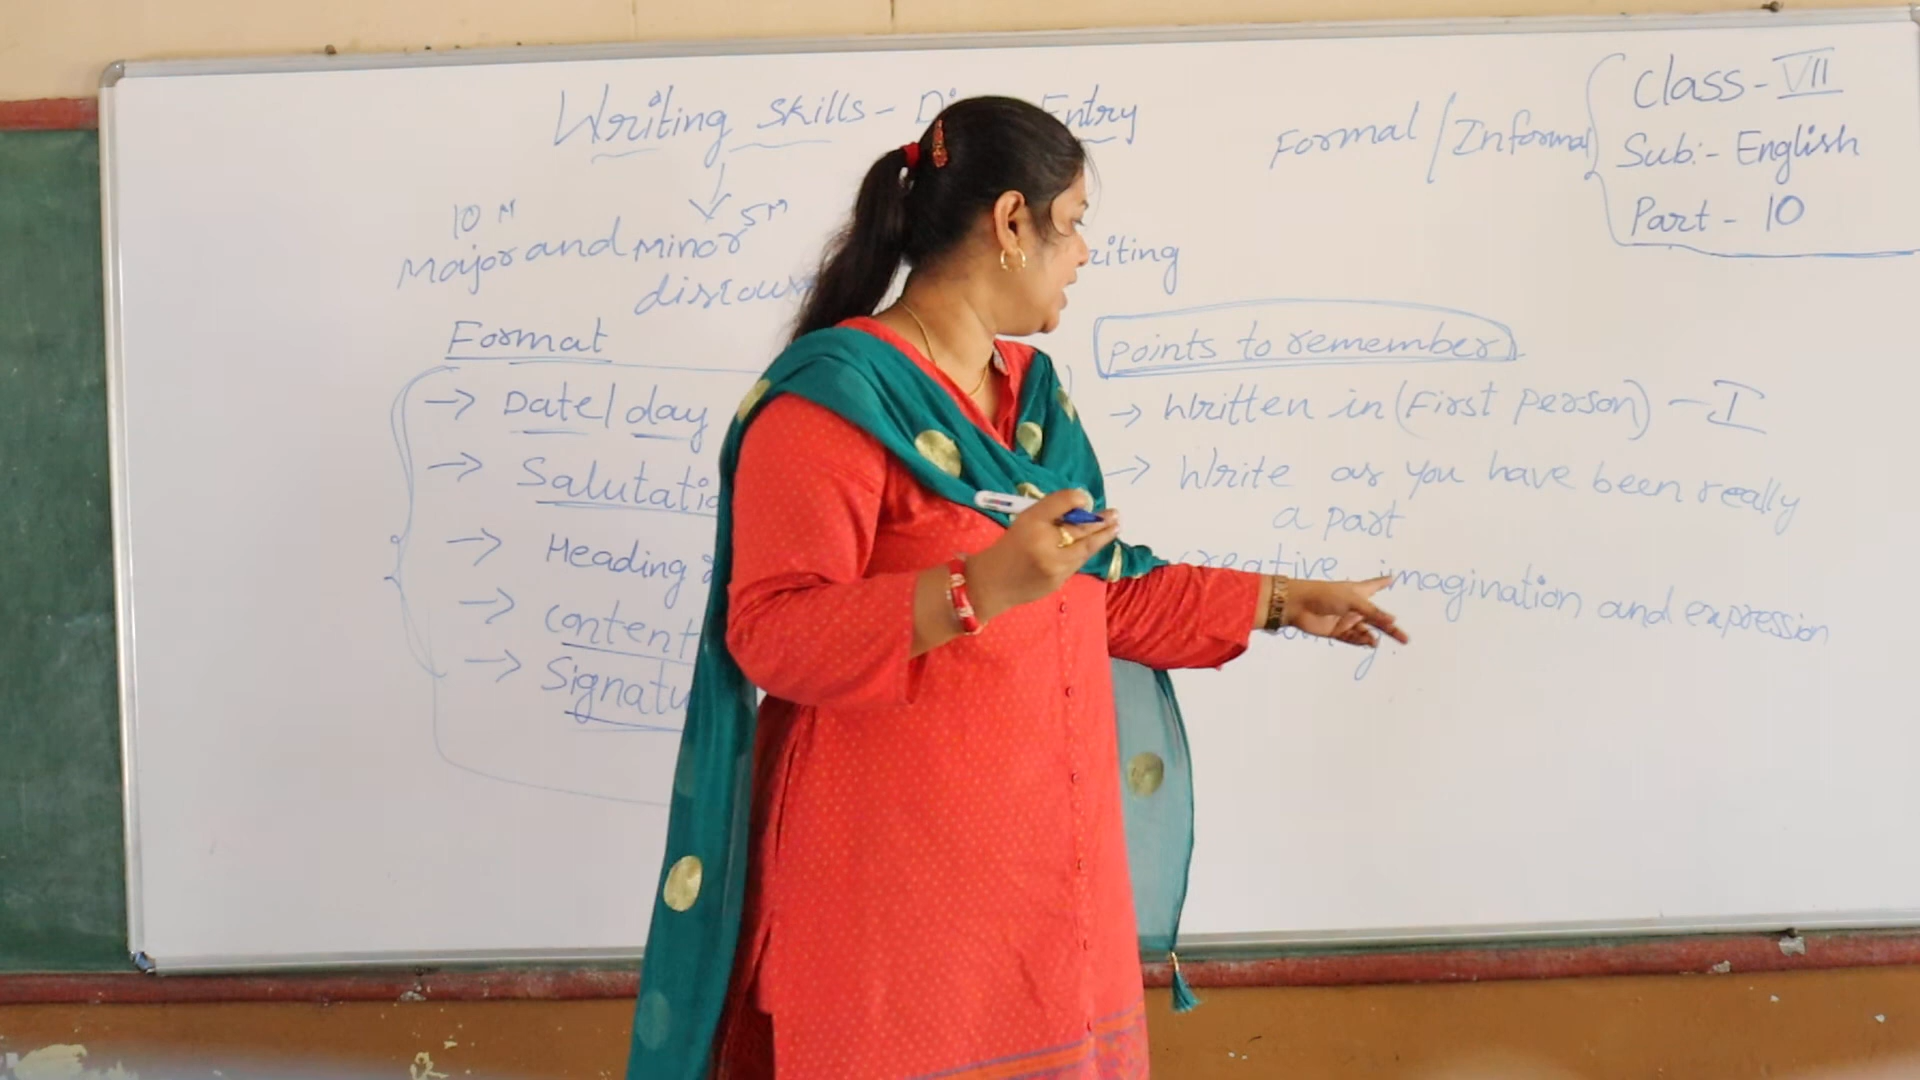 Writing skills - Entry
Formal / Informal
Class - VII
Sub:- English
Part - 10
10 M
5M
Major and Minor
writing
Format
points to remember
→ Date / day
→ Salutatio
→ Heading
→ content
→ Signatu
→ Written in (First person) - I
→ Write as you have been really
a part
creative imagination and expression